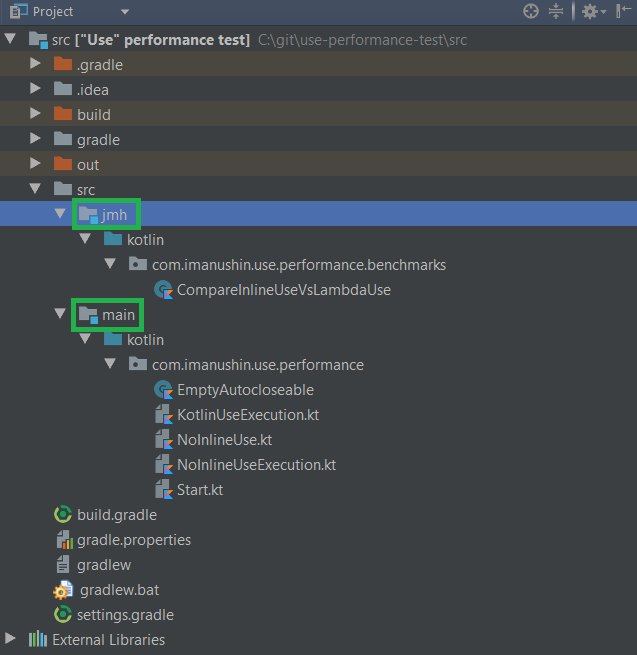 Project
src ["Use" performance test] C:\git\use-performance-test\src
.gradle
.idea
build
gradle
out
src
jmh
kotlin
com.imanushin.use.performance.benchmarks
CompareInlineUseVsLambdaUse
main
kotlin
com.imanushin.use.performance
EmptyAutocloseable
KotlinUseExecution.kt
NoInlineUse.kt
NoInlineUseExecution.kt
Start.kt
build.gradle
gradle.properties
gradlew
gradlew.bat
settings.gradle
External Libraries